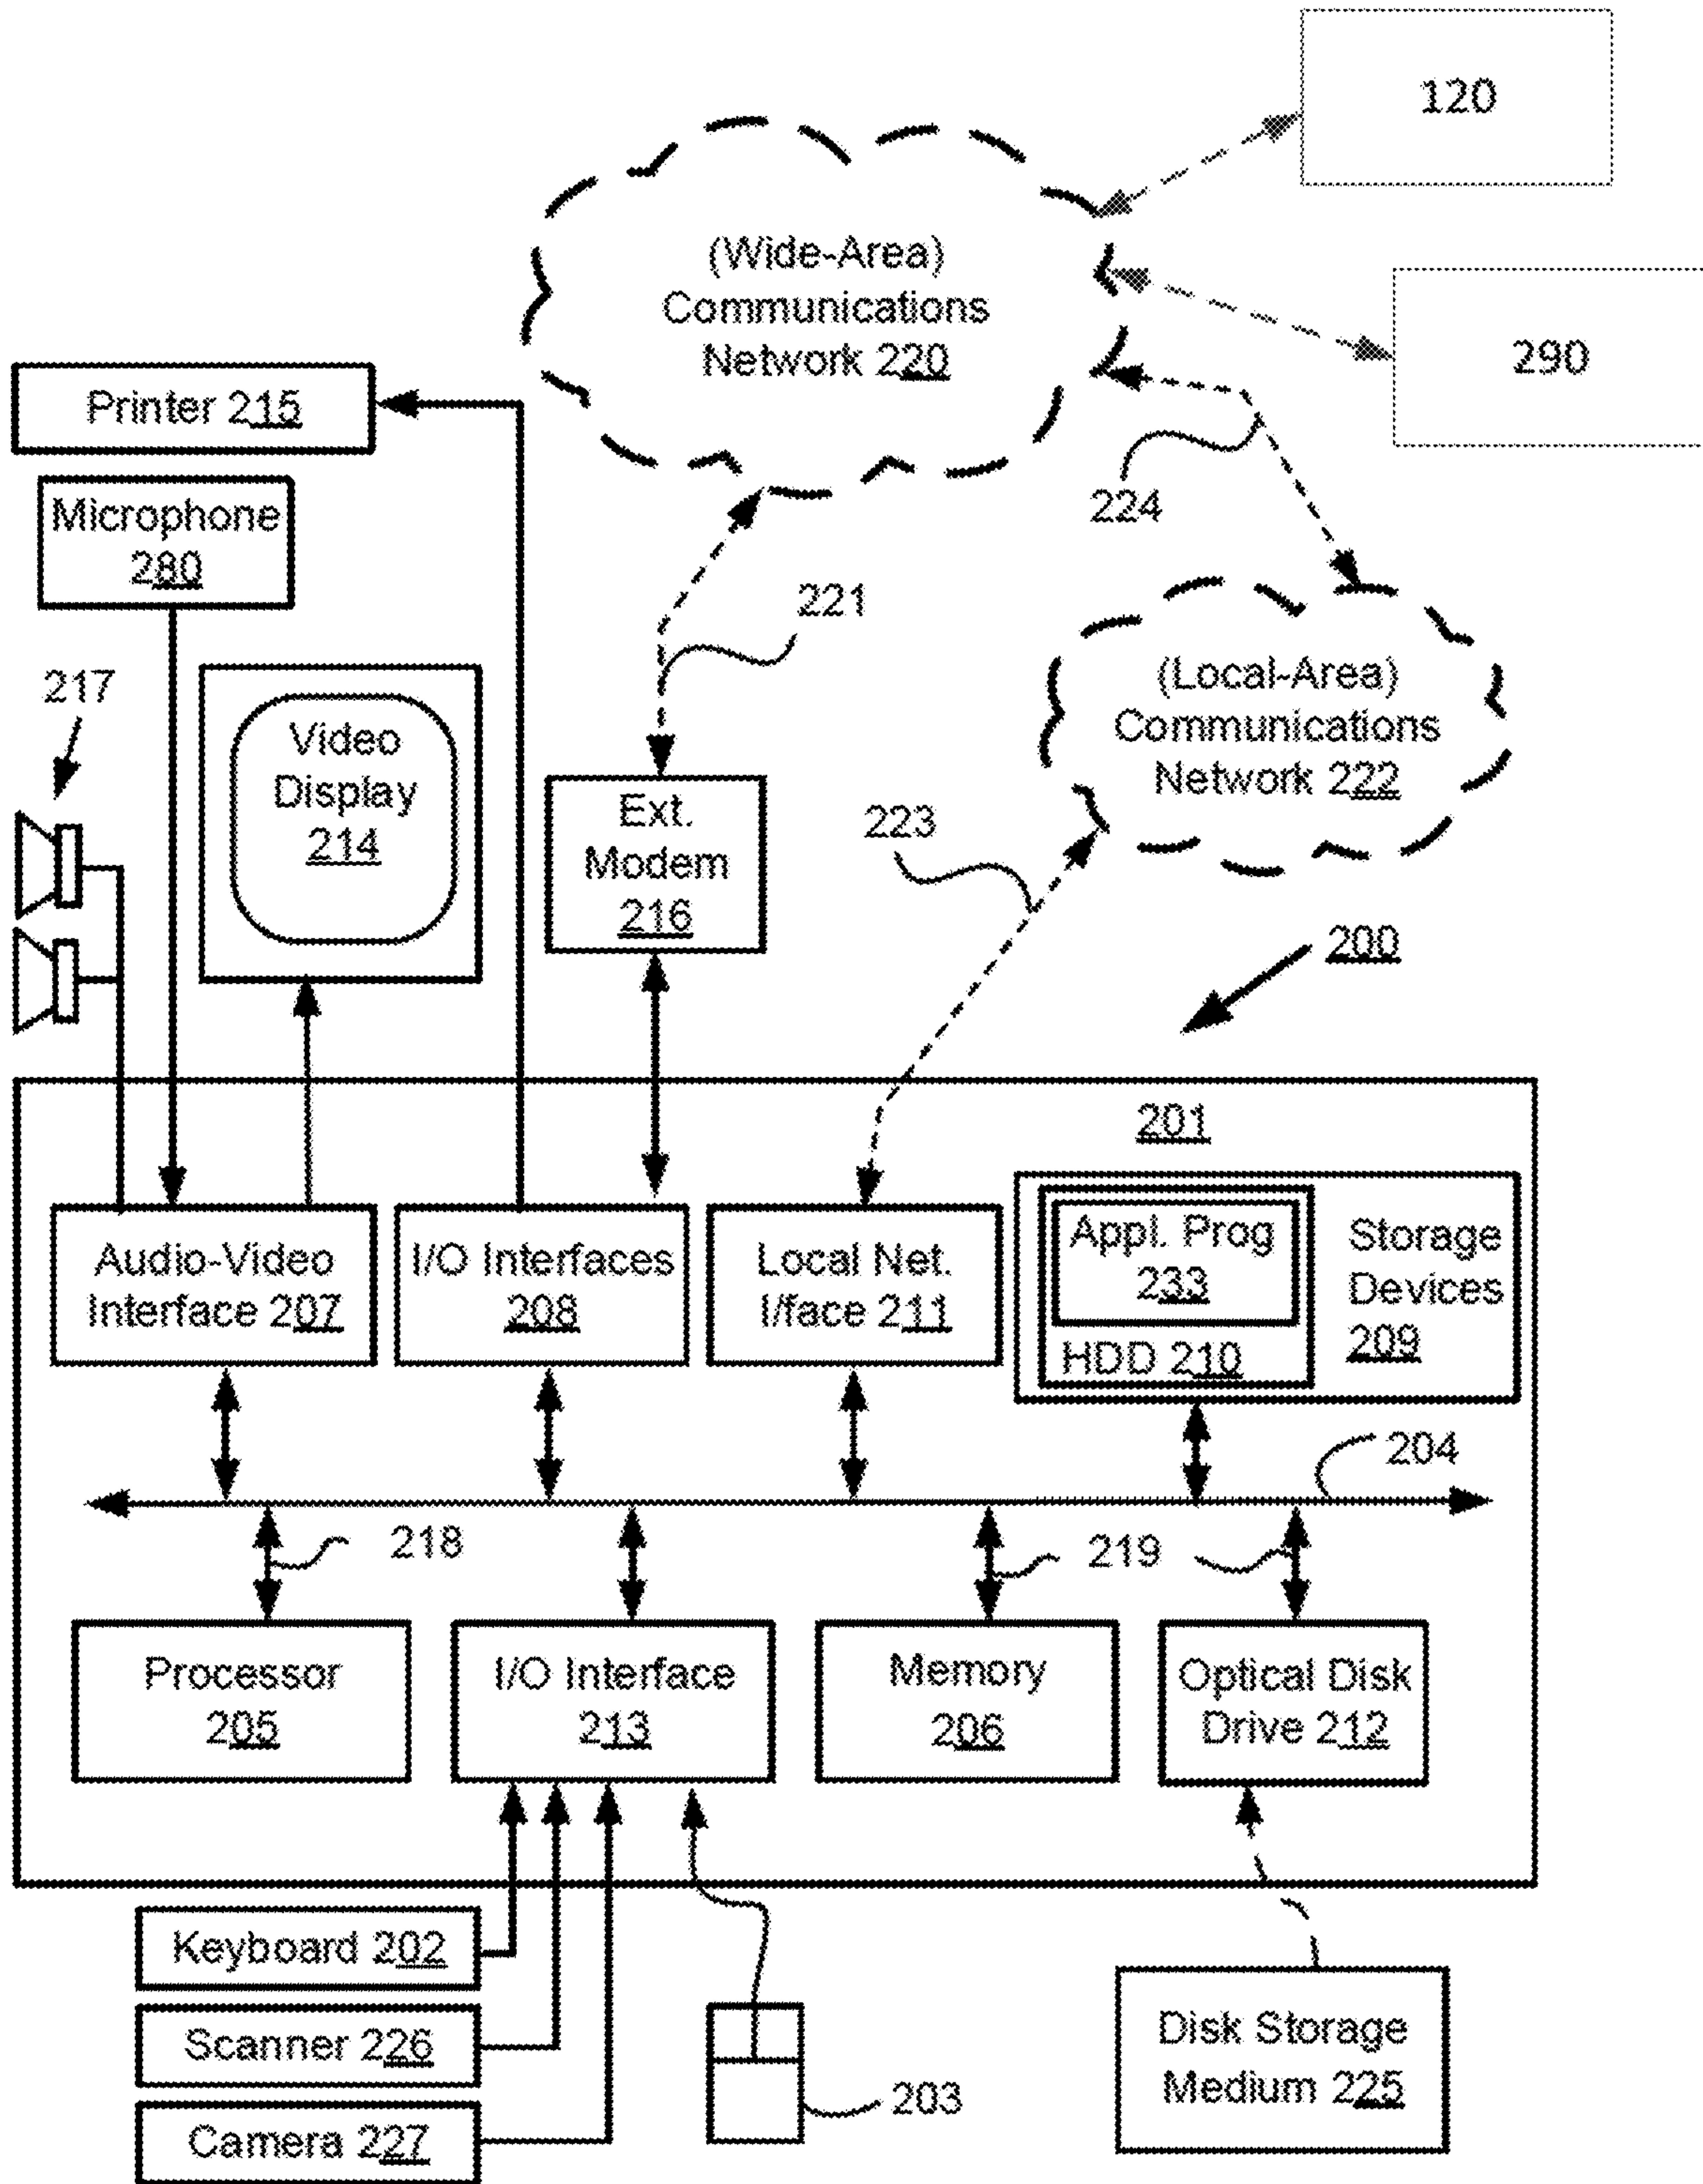 120
(Wide-Area)
Communications
Network 220
290
Printer 215
Microphone
280
224
221
217
Video
Display
214
(Local-Area)
Communications
Network 222
Ext.
Modem
216
223
200
201
Audio-Video
Interface 207
I/O Interfaces
208
Local Net.
I/face 211
Appl. Prog
233
HDD 210
Storage
Devices
209
204
218
219
Processor
205
I/O Interface
213
Memory
206
Optical Disk
Drive 212
Keyboard 202
Scanner 226
Camera 227
203
Disk Storage
Medium 225